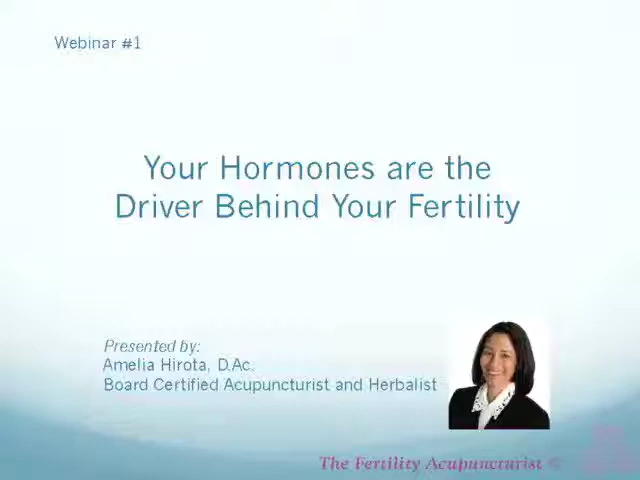 Webinar #1
Your Hormones are the
Driver Behind Your Fertility
Presented by:
Amelia Hirota, D.Ac.
Board Certified Acupuncturist and Herbalist
The Fertility Acupuncturist ©